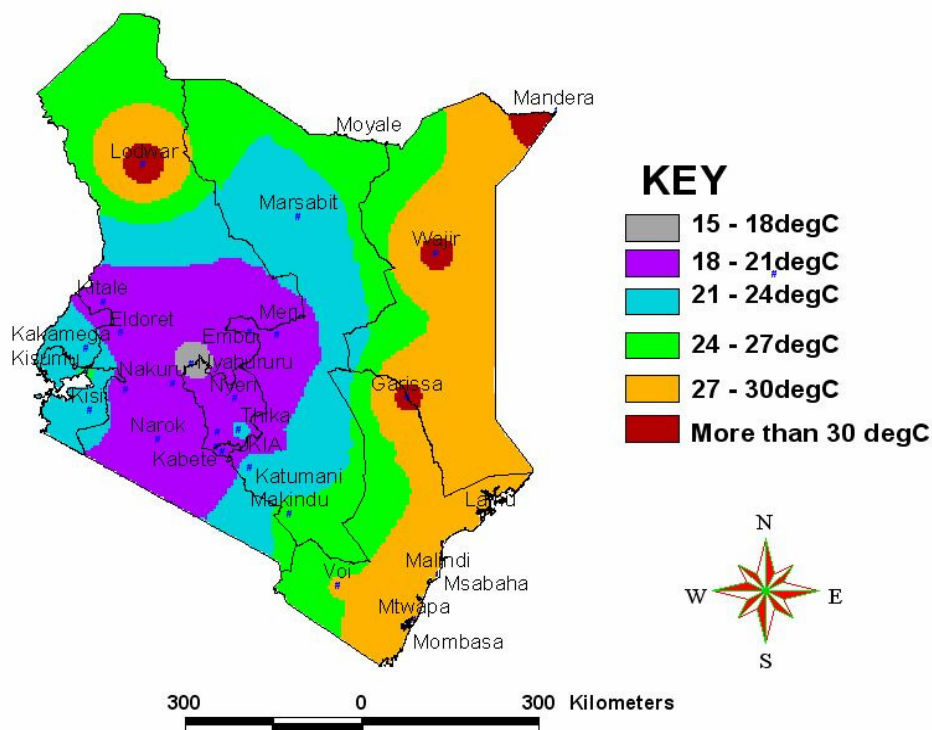 Mandera
Moyale
Lodwar
KEY
Marsabit
15 - 18degC
Wajir
18 - 21degC
Kitale
21 - 24degC
Eldoret
Meru
Kakamega
Embu
Kisumu
Nyahururu
24 - 27degC
Nakuru
Nyeri
Garissa
27 - 30degC
Kisii
Thika
Narok
More than 30 degC
JKIA
Kabete
Katumani
Makindu
Lamu
N
Malindi
Voi
Msabaha
W
E
Mtwapa
Mombasa
S
300 0 300 Kilometers